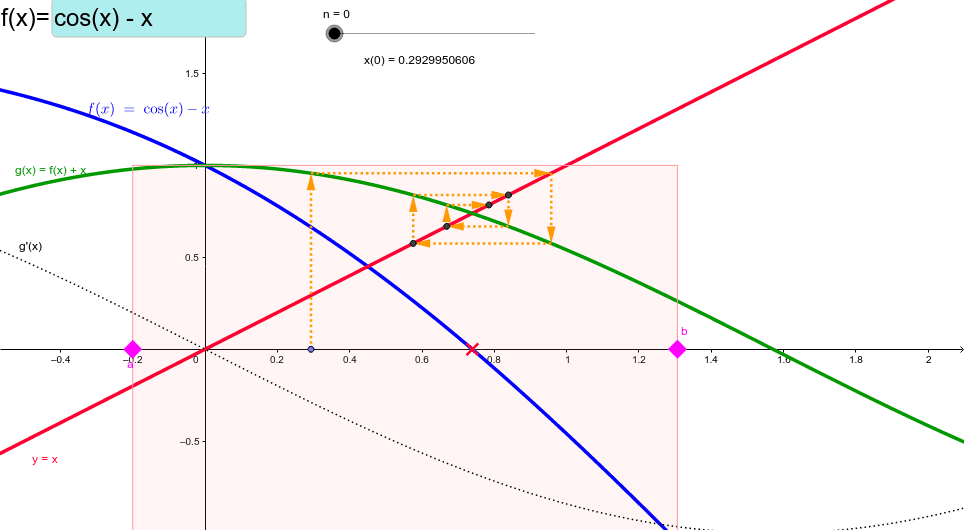 f(x)= cos(x) - x
n = 0
x(0) = 0.2929950606
1.5
f(x) = cos(x) − x
g(x) = f(x) + x
1
g'(x)
0.5
b
−0.4
−0.2
0
0.2
0.4
0.6
0.8
1
1.2
1.4
1.6
1.8
2
a
−0.5
y = x